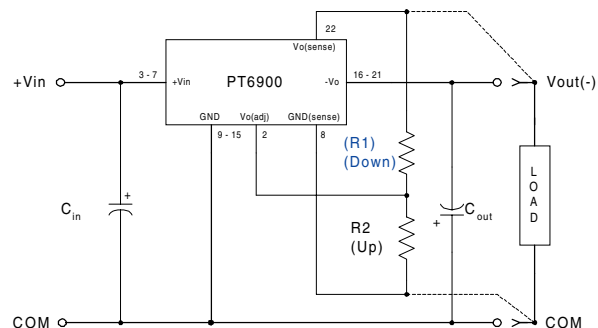 22
Vo(sense)
+Vin
3 - 7
+Vin
PT6900
-Vo
16 - 21
Vout(-)
GND
Vo(adj)
GND(sense)
9 - 15
2
8
(R1)
(Down)
L
O
A
D
C in
+
R2
(Up)
+
C out
COM
COM